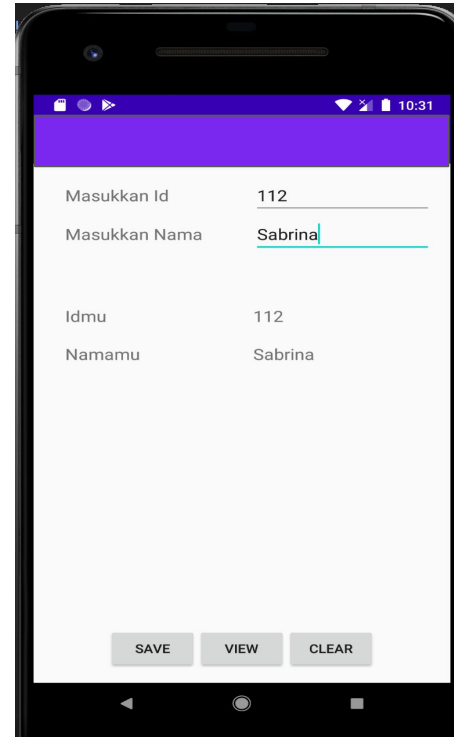 10:31
Masukkan Id 112
Masukkan Nama Sabrina
Idmu 112
Namamu Sabrina
SAVE VIEW CLEAR